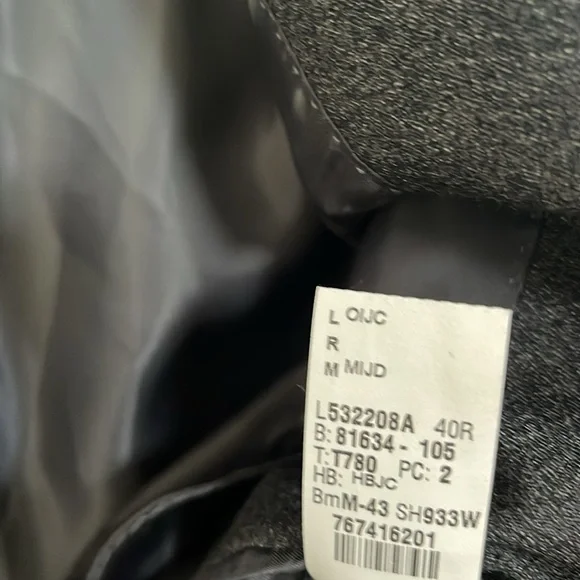 L OIJC
R
M MIJD
L532208A 40R
B: 81634 - 105
T: T780 PC: 2
HB: HBJC
BmM-43 SH933W
767416201